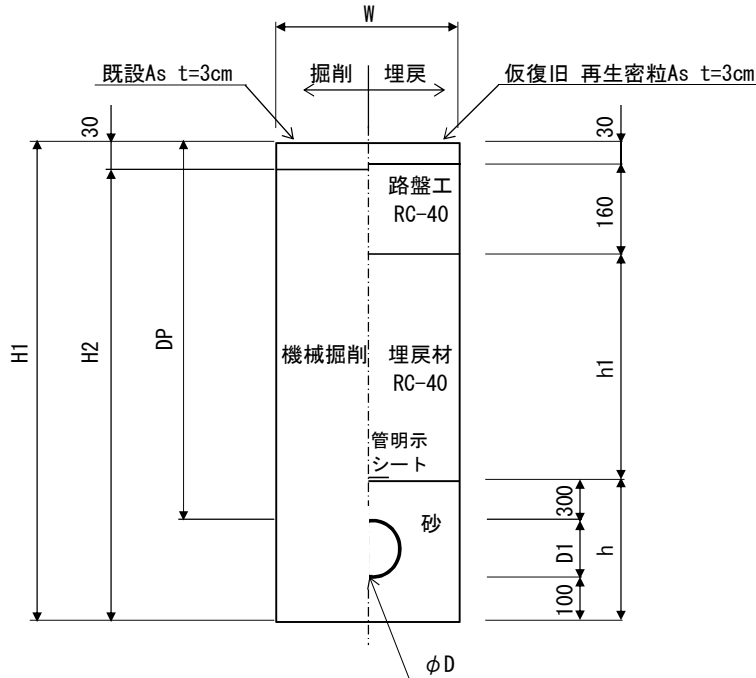 W
既設As t=3cm
掘削 埋戻
仮復旧 再生密粒As t=3cm
30
30
路盤工
RC-40
160
H1
H2
DP
機械掘削
埋戻材
RC-40
h1
管明示
シート
300
砂
D1
h
100
φD